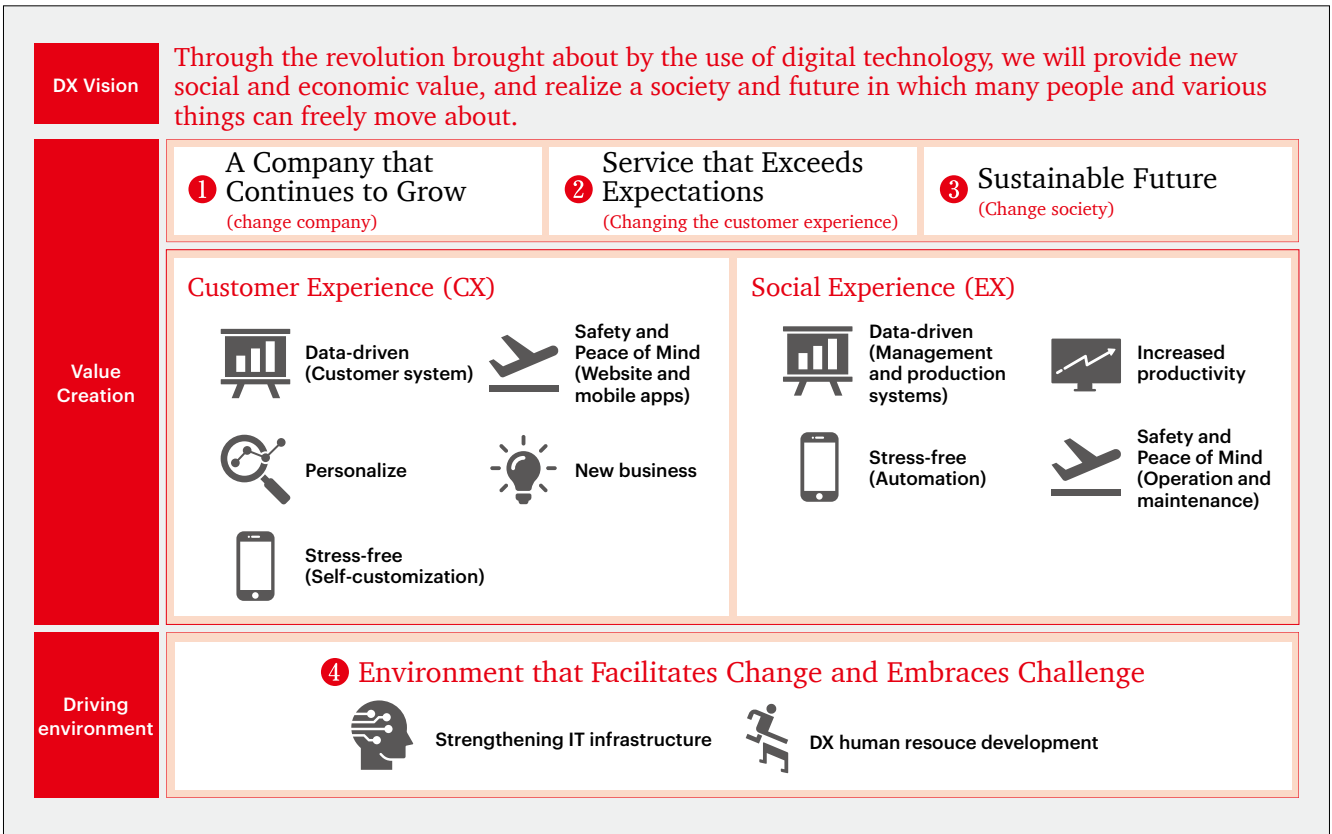 DX Vision
Through the revolution brought about by the use of digital technology, we will provide new
social and economic value, and realize a society and future in which many people and various
things can freely move about.
Value
Creation
1 A Company that
Continues to Grow
(change company)
2 Service that Exceeds
Expectations
(Changing the customer experience)
3 Sustainable Future
(Change society)
Customer Experience (CX)
Data-driven
(Customer system)
Safety and
Peace of Mind
(Website and
mobile apps)
Personalize
New business
Stress-free
(Self-customization)
Social Experience (EX)
Data-driven
(Management
and production
systems)
Increased
productivity
Stress-free
(Automation)
Safety and
Peace of Mind
(Operation and
maintenance)
Driving
environment
4 Environment that Facilitates Change and Embraces Challenge
Strengthening IT infrastructure
DX human resouce development